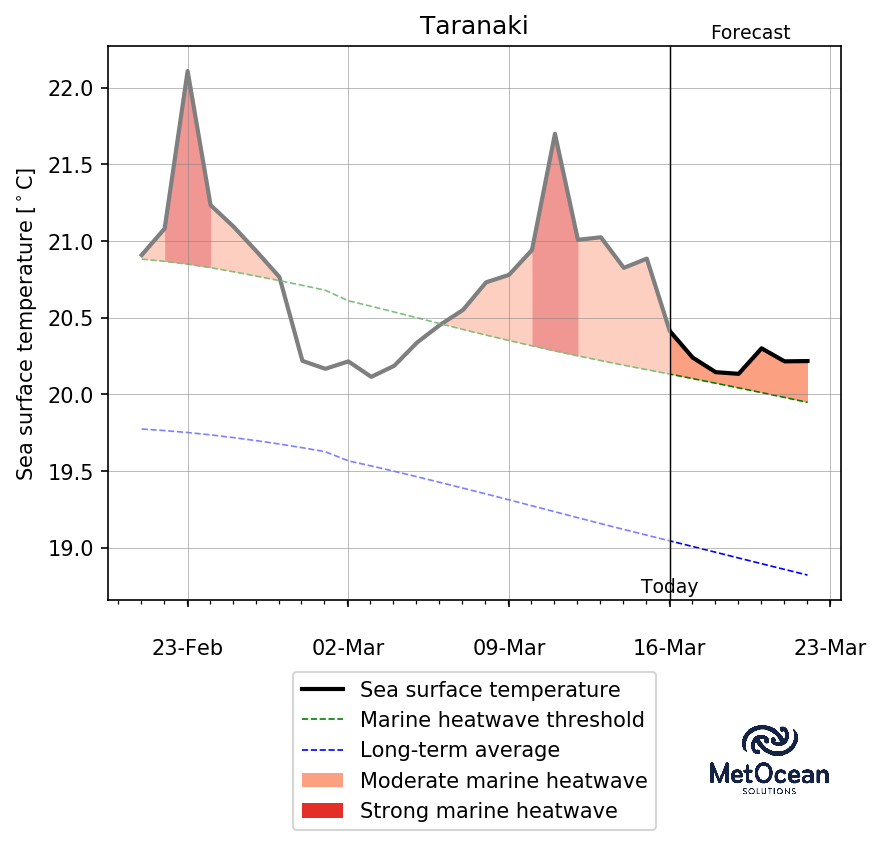 Taranaki
Forecast
Sea surface temperature [°C]
22.0
21.5
21.0
20.5
20.0
19.5
19.0
Today
23-Feb 02-Mar 09-Mar 16-Mar 23-Mar
Sea surface temperature
Marine heatwave threshold
Long-term average
Moderate marine heatwave
Strong marine heatwave
MetOcean
SOLUTIONS